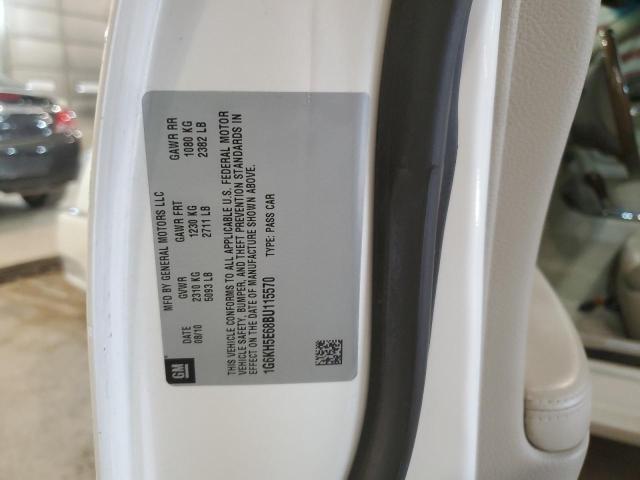 GM
MFD BY GENERAL MOTORS LLC
DATE GVWR GAWR FRT GAWR RR
08/10 2310 KG 1230 KG 1080 KG
5093 LB 2711 LB 2382 LB
THIS VEHICLE CONFORMS TO ALL APPLICABLE U.S. FEDERAL MOTOR
VEHICLE SAFETY, BUMPER, AND THEFT PREVENTION STANDARDS IN
EFFECT ON THE DATE OF MANUFACTURE SHOWN ABOVE.
1G6KH5E68BU115570 TYPE: PASS CAR